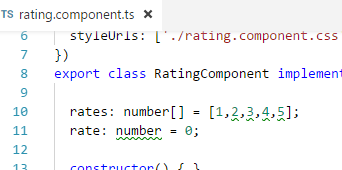 TS rating.component.ts ×
6 styleUrls: ['./rating.component.css
7 })
8 export class RatingComponent implement
9
10 rates: number[] = [1,2,3,4,5];
11 rate: number = 0;
12
13 constructor() { }